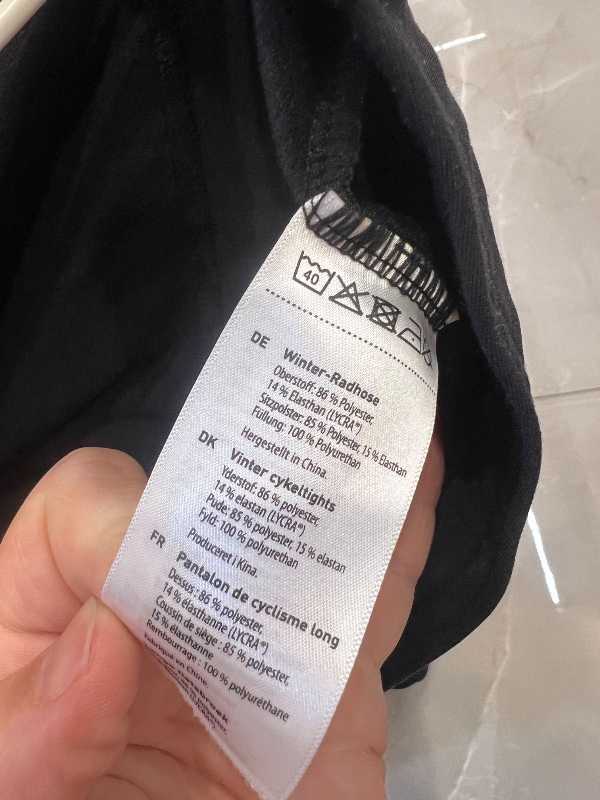 40
DE Winter-Radhose
Oberstoff: 86 % Polyester,
14 % Elasthan (LYCRA®)
Sitzpolster: 85 % Polyester, 15 % Elasthan
Füllung: 100 % Polyurethan
Hergestellt in China.
DK Vinter cykeltights
Yderstof: 86 % polyester,
14 % elastan (LYCRA®)
Pude: 85 % polyester, 15 % elastan
Fyld: 100 % polyurethan
Produceret i Kina.
FR Pantalon de cyclisme long
Dessus: 86 % polyester,
14 % élasthanne (LYCRA®)
Coussin de siège : 85 % polyester,
15 % élasthanne
Rembourrage : 100 % polyuréthane
Fabriqué en Chine.
polyester,